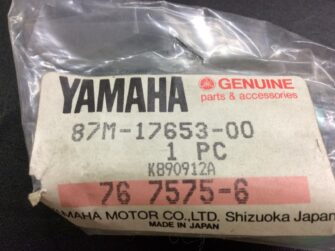 YAMAHA GENUINE
parts & accessories
87M-17653-00
1 PC
K890912A
76 7575-6
YAMAHA MOTOR CO.,LTD. Shizuoka Japan
MADE IN JAPAN